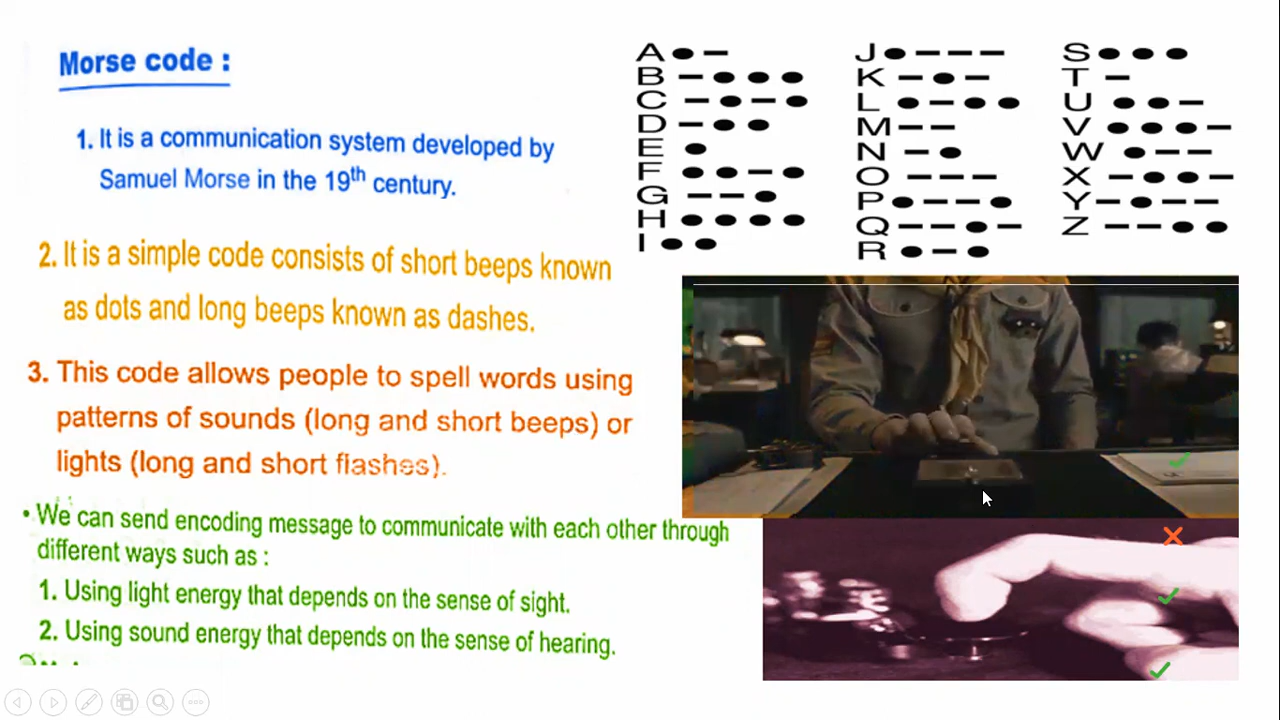 Morse code :
1. It is a communication system developed by
Samuel Morse in the 19th century.
2. It is a simple code consists of short beeps known
as dots and long beeps known as dashes.
3. This code allows people to spell words using
patterns of sounds (long and short beeps) or
lights (long and short flashes).
• We can send encoding message to communicate with each other through
different ways such as :
1. Using light energy that depends on the sense of sight.
2. Using sound energy that depends on the sense of hearing.
A ● –
B – ● ● ●
C – ● – ●
D – ● ●
E ●
F ● ● – ●
G – – ●
H ● ● ● ●
I ● ●
J ● – – –
K – ● –
L ● – ● ●
M – –
N – ●
O – – –
P ● – – ●
Q – – ● –
R ● – ●
S ● ● ●
T –
U ● ● –
V ● ● ● –
W ● – –
X – ● ● –
Y – ● – –
Z – – ● ●